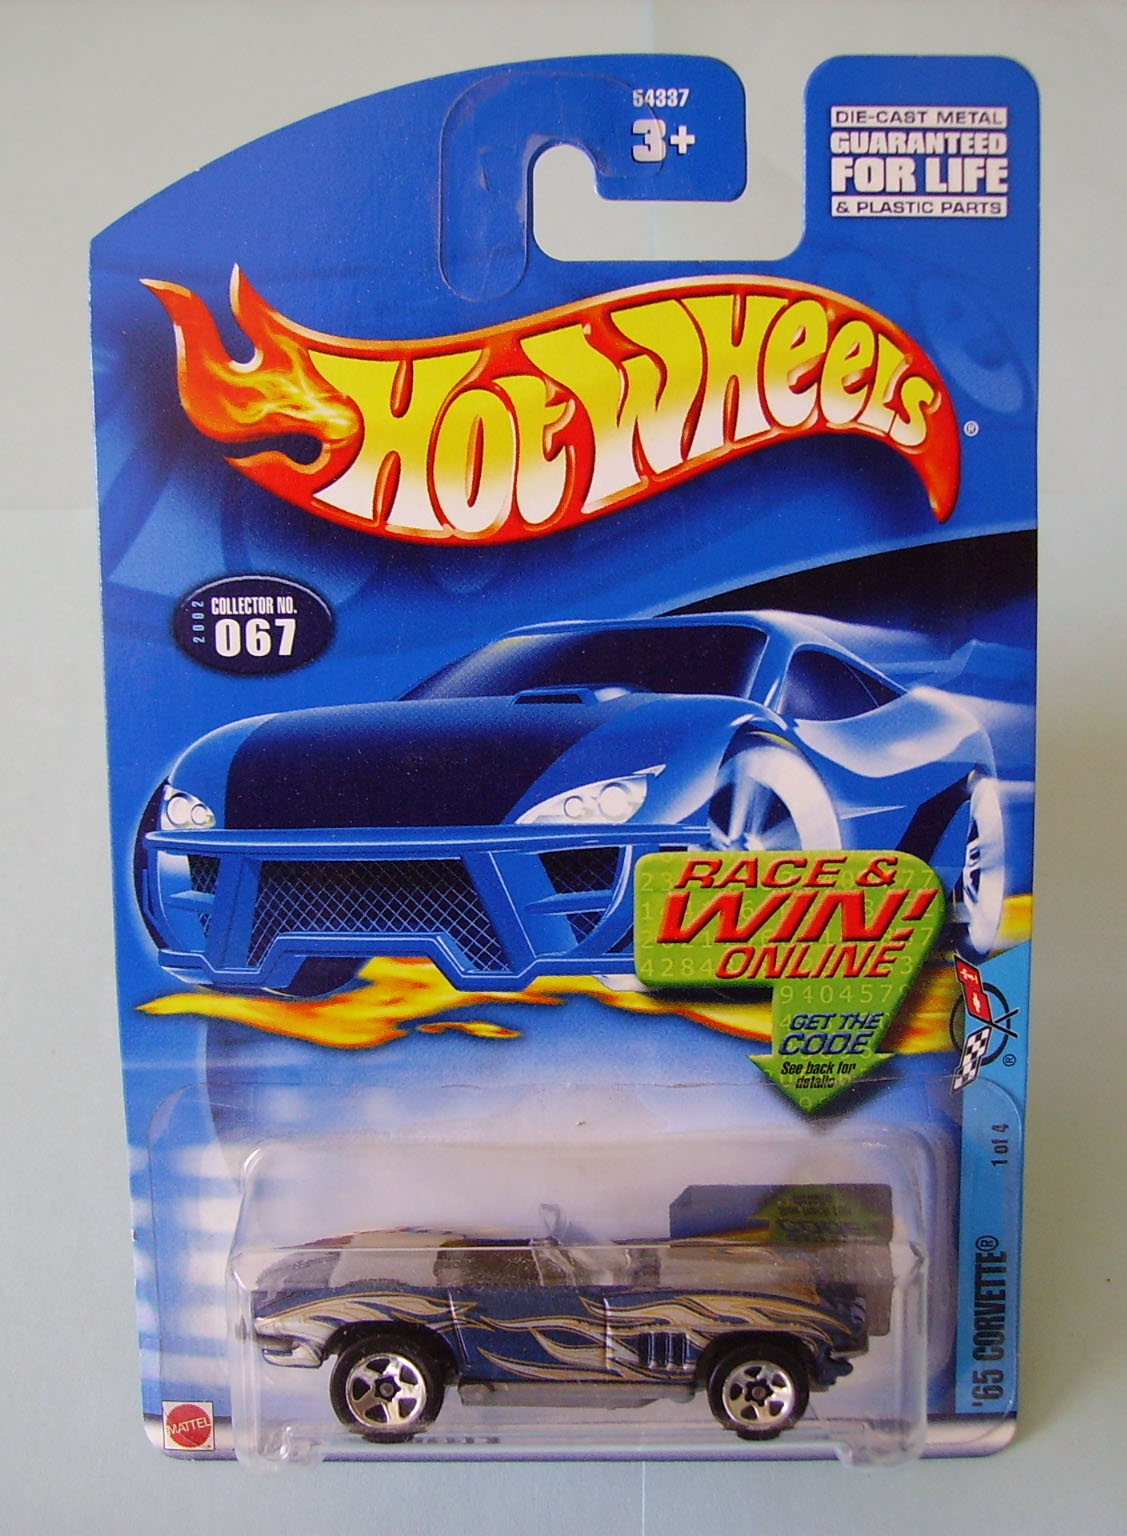 54337
3+
DIE-CAST METAL
GUARANTEED
FOR LIFE
& PLASTIC PARTS
HOT WHEELS®
2002
COLLECTOR NO.
067
RACE &
WIN!
ONLINE
GET THE
CODE
See back for
details
®
'65 CORVETTE® 1 of 4
MATTEL